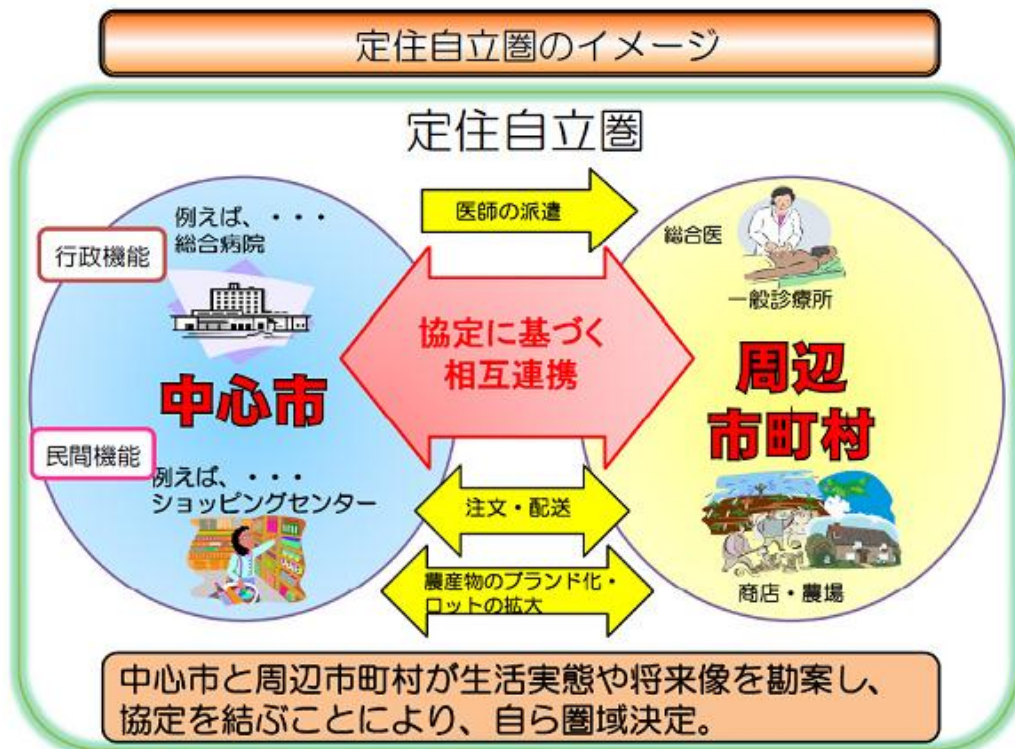 定住自立圏のイメージ
定住自立圏
医師の派遣
例えば、・・・
総合病院
行政機能
総合医
一般診療所
協定に基づく
相互連携
中心市
周辺
市町村
民間機能
例えば、・・・
ショッピングセンター
注文・配送
農産物のブランド化・
ロットの拡大
商店・農場
中心市と周辺市町村が生活実態や将来像を勘案し、
協定を結ぶことにより、自ら圏域決定。